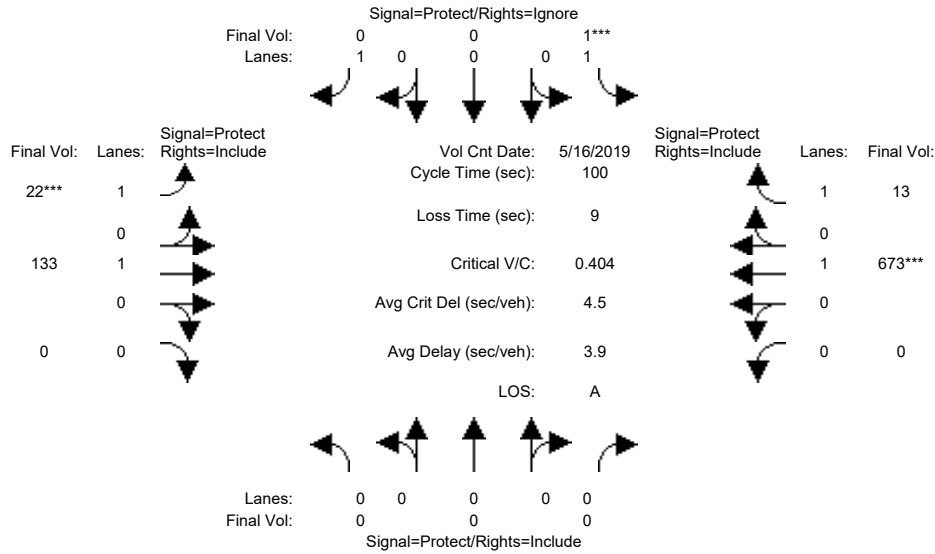 Signal=Protect/Rights=Ignore
Final Vol: 0 0 1***
Lanes: 1 0 0 0 1
Signal=Protect Signal=Protect
Final Vol: Lanes: Rights=Include Vol Cnt Date: 5/16/2019 Rights=Include Lanes: Final Vol:
Cycle Time (sec): 100
22*** 1 1 13
Loss Time (sec): 9
0 0
133 1 Critical V/C: 0.404 1 673***
0 Avg Crit Del (sec/veh): 4.5 0
0 0 Avg Delay (sec/veh): 3.9 0 0
LOS: A
Lanes: 0 0 0 0 0
Final Vol: 0 0 0
Signal=Protect/Rights=Include